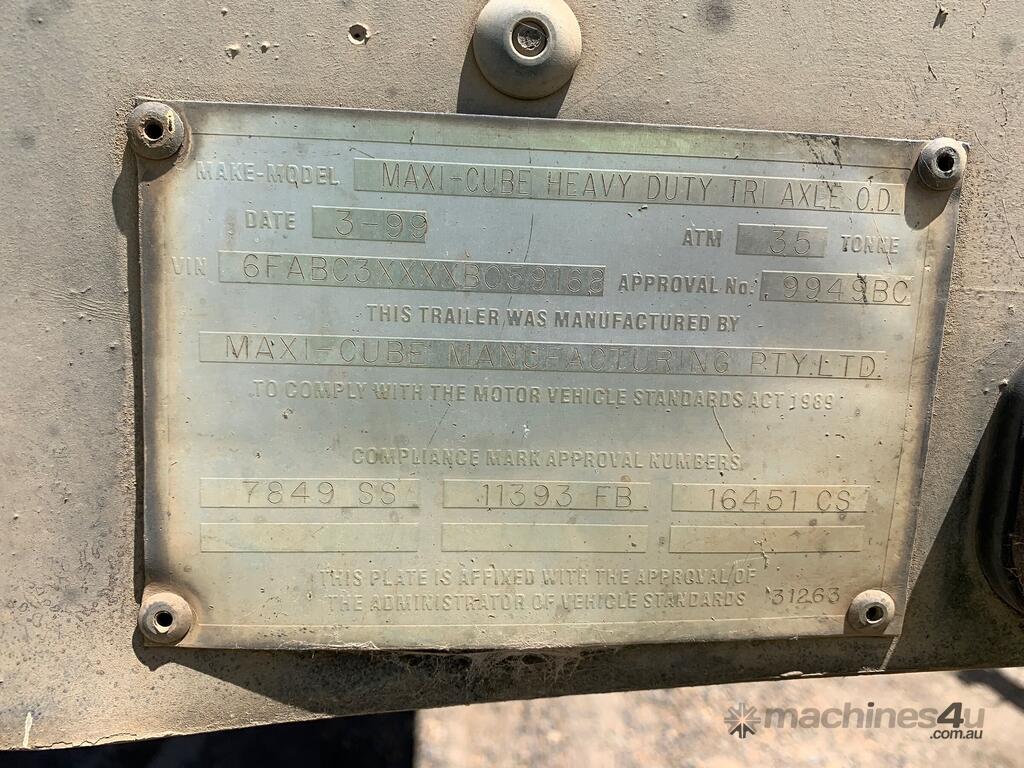 MAKE-MODEL MAXI-CUBE HEAVY DUTY TRI AXLE O.D.
DATE 3-99 ATM 35 TONNE
VIN 6FABC3XXXXBC59168 APPROVAL No: 9949BC
THIS TRAILER WAS MANUFACTURED BY
MAXI-CUBE MANUFACTURING PTY.LTD.
TO COMPLY WITH THE MOTOR VEHICLE STANDARDS ACT 1989
COMPLIANCE MARK APPROVAL NUMBERS
7849 SS 11393 FB 16451 CS
THIS PLATE IS AFFIXED WITH THE APPROVAL OF
THE ADMINISTRATOR OF VEHICLE STANDARDS 31263
machines4u
.com.au